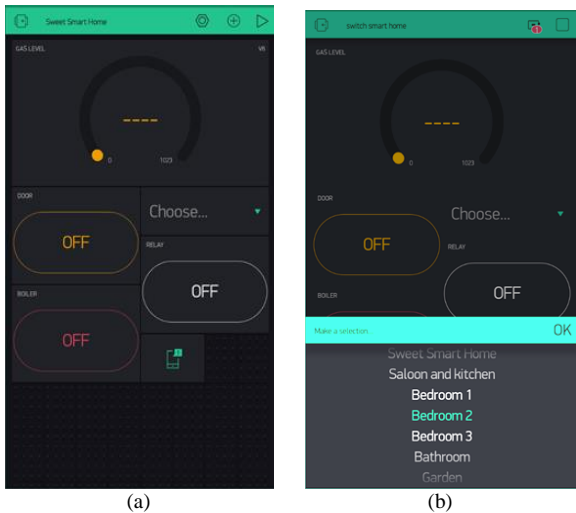 Sweet Smart Home
GAS LEVEL
V6
----
0
1023
DOOR
OFF
Choose...
RELAY
OFF
BOILER
OFF
(a)
switch smart home
GAS LEVEL
----
0
1023
DOOR
OFF
Choose...
RELAY
OFF
BOILER
Make a selection...
OK
Sweet Smart Home
Saloon and kitchen
Bedroom 1
Bedroom 2
Bedroom 3
Bathroom
Garden
(b)